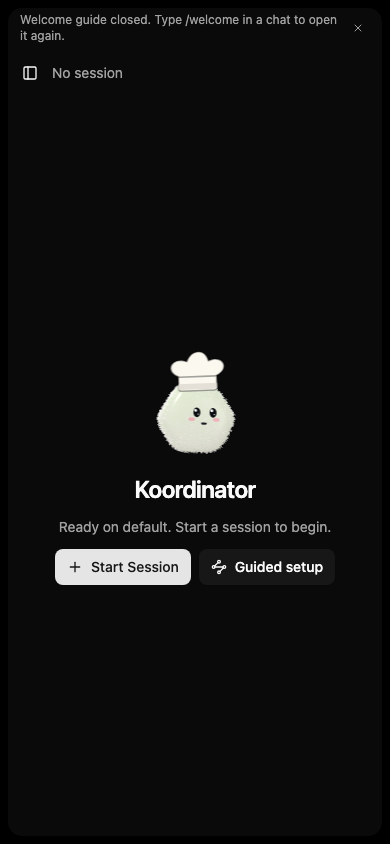 Welcome guide closed. Type /welcome in a chat to open
it again.
No session
Koordinator
Ready on default. Start a session to begin.
Start Session
Guided setup